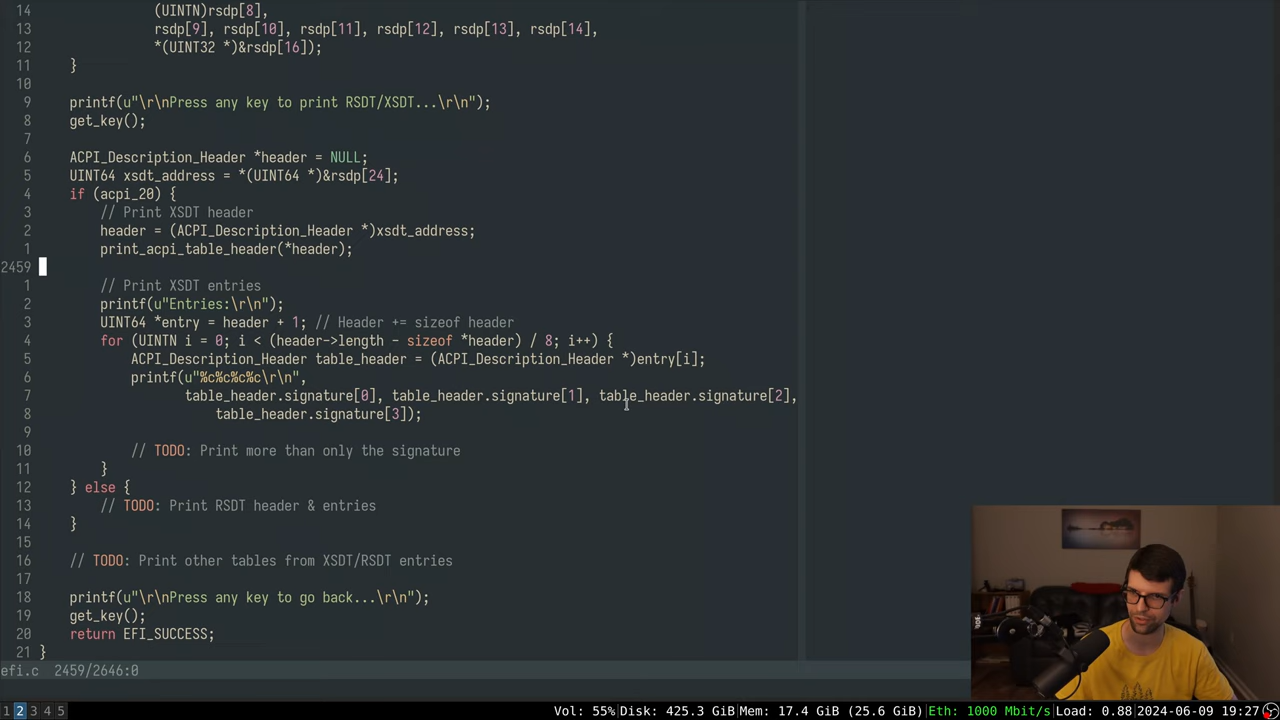 14                (UINTN)rsdp[8],
13                rsdp[9], rsdp[10], rsdp[11], rsdp[12], rsdp[13], rsdp[14],
12                *(UINT32 *)&rsdp[16]);
11     }
10
9     printf(u"\r\nPress any key to print RSDT/XSDT...\r\n");
8     get_key();
7
6     ACPI_Description_Header *header = NULL;
5     UINT64 xsdt_address = *(UINT64 *)&rsdp[24];
4     if (acpi_20) {
3         // Print XSDT header
2         header = (ACPI_Description_Header *)xsdt_address;
1         print_acpi_table_header(*header);
2459
1         // Print XSDT entries
2         printf(u"Entries:\r\n");
3         UINT64 *entry = header + 1; // Header += sizeof header
4         for (UINTN i = 0; i < (header->length - sizeof *header) / 8; i++) {
5             ACPI_Description_Header table_header = (ACPI_Description_Header *)entry[i];
6             printf(u"%c%c%c%c\r\n",
7                    table_header.signature[0], table_header.signature[1], table_header.signature[2],
8                        table_header.signature[3]);
9
10             // TODO: Print more than only the signature
11         }
12     } else {
13         // TODO: Print RSDT header & entries
14     }
15
16     // TODO: Print other tables from XSDT/RSDT entries
17
18     printf(u"\r\nPress any key to go back...\r\n");
19     get_key();
20     return EFI_SUCCESS;
21 }
efi.c  2459/2646:0
1 2 3 4 5 Vol: 55% Disk: 425.3 GiB Mem: 17.4 GiB (25.6 GiB) Eth: 1000 Mbit/s Load: 0.88 2024-06-09 19:27